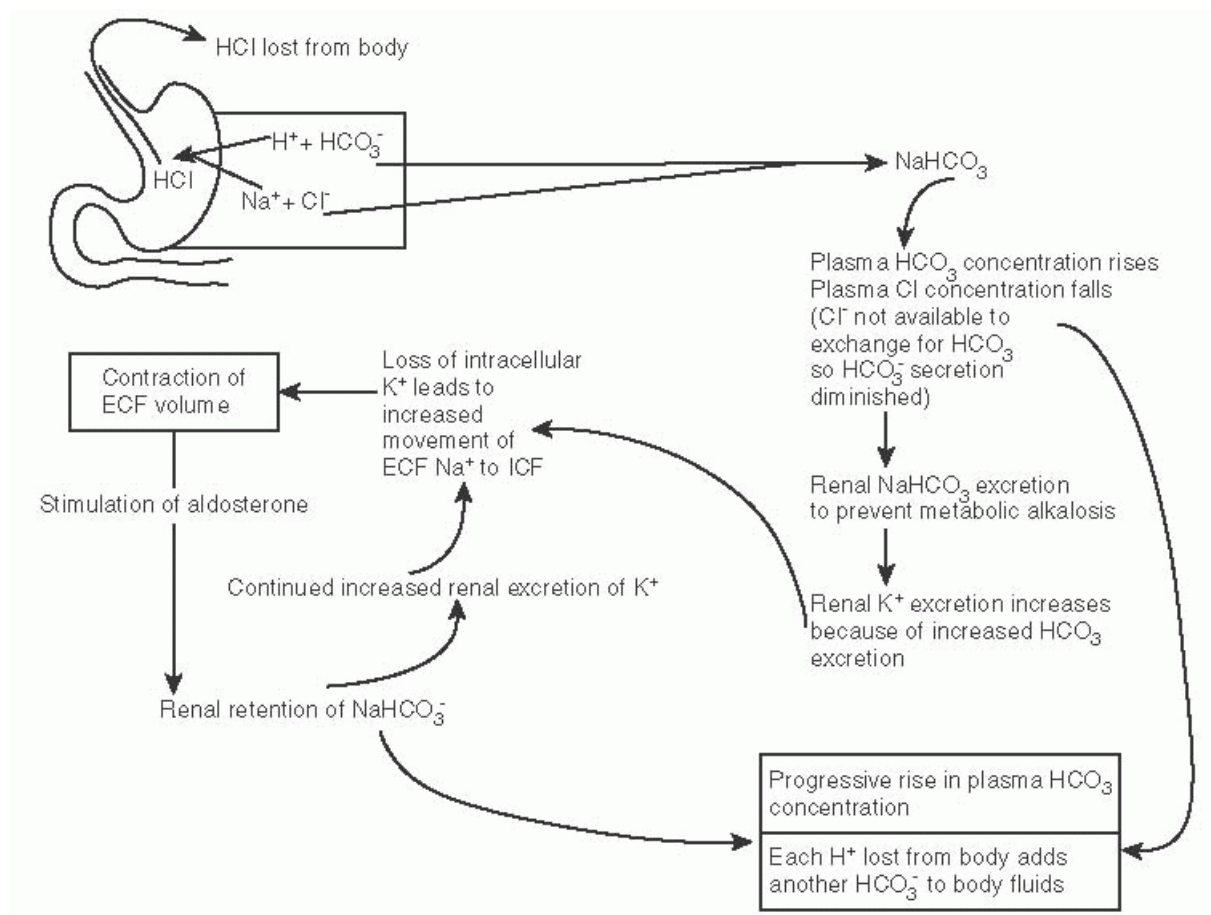 HCl lost from body
H⁺ + HCO₃⁻
HCl
Na⁺ + Cl⁻
NaHCO₃
Plasma HCO₃ concentration rises
Plasma Cl concentration falls
(Cl⁻ not available to
exchange for HCO₃
so HCO₃⁻ secretion
diminished)
Renal NaHCO₃ excretion
to prevent metabolic alkalosis
Renal K⁺ excretion increases
because of increased HCO₃
excretion
Loss of intracellular
K⁺ leads to
increased
movement of
ECF Na⁺ to ICF
Contraction of
ECF volume
Stimulation of aldosterone
Continued increased renal excretion of K⁺
Renal retention of NaHCO₃⁻
Progressive rise in plasma HCO₃
concentration
Each H⁺ lost from body adds
another HCO₃⁻ to body fluids